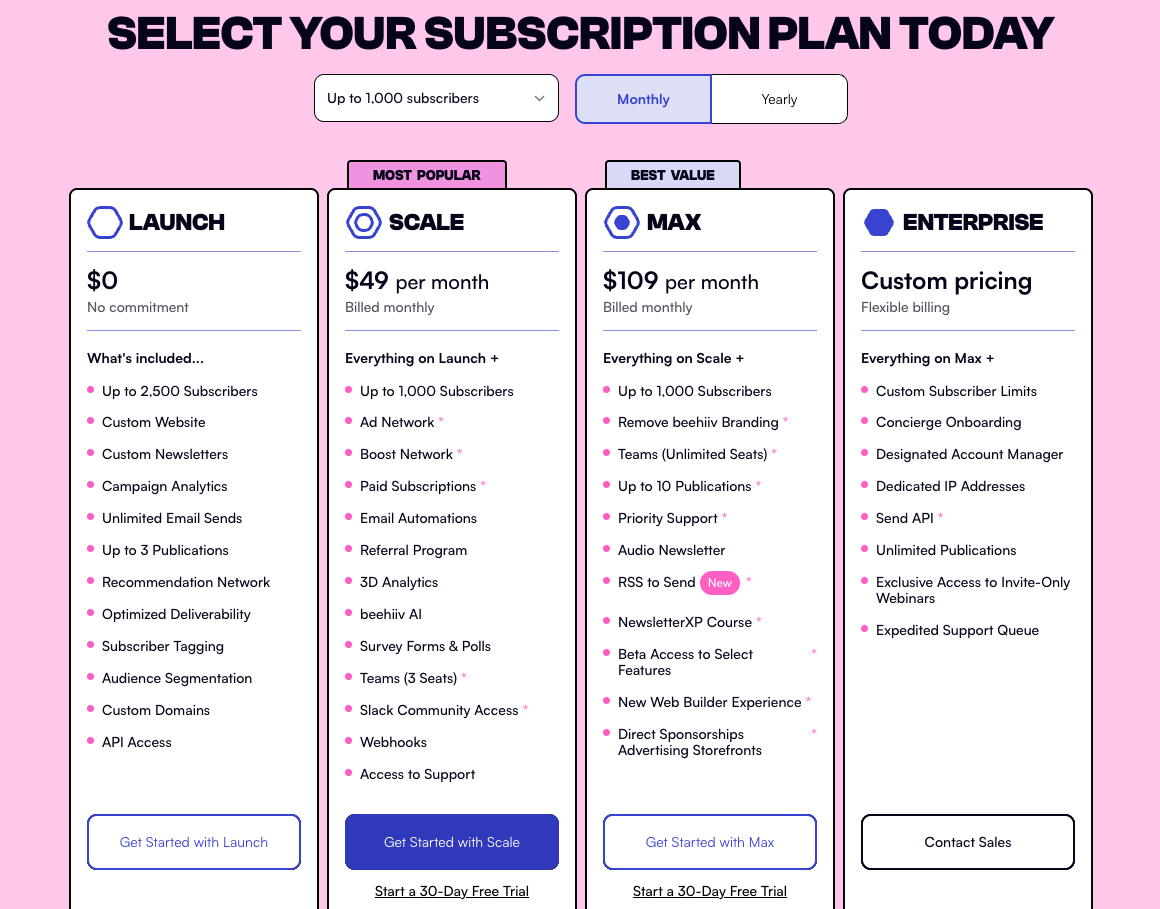 SELECT YOUR SUBSCRIPTION PLAN TODAY
Up to 1,000 subscribers
Monthly
Yearly
LAUNCH
$0
No commitment
What's included...
Up to 2,500 Subscribers
Custom Website
Custom Newsletters
Campaign Analytics
Unlimited Email Sends
Up to 3 Publications
Recommendation Network
Optimized Deliverability
Subscriber Tagging
Audience Segmentation
Custom Domains
API Access
Get Started with Launch
MOST POPULAR
SCALE
$49 per month
Billed monthly
Everything on Launch +
Up to 1,000 Subscribers
Ad Network *
Boost Network *
Paid Subscriptions *
Email Automations
Referral Program
3D Analytics
beehiiv AI
Survey Forms & Polls
Teams (3 Seats) *
Slack Community Access *
Webhooks
Access to Support
Get Started with Scale
Start a 30-Day Free Trial
BEST VALUE
MAX
$109 per month
Billed monthly
Everything on Scale +
Up to 1,000 Subscribers
Remove beehiiv Branding *
Teams (Unlimited Seats) *
Up to 10 Publications *
Priority Support *
Audio Newsletter
RSS to Send New *
NewsletterXP Course *
Beta Access to Select *
Features
New Web Builder Experience *
Direct Sponsorships *
Advertising Storefronts
Get Started with Max
Start a 30-Day Free Trial
ENTERPRISE
Custom pricing
Flexible billing
Everything on Max +
Custom Subscriber Limits
Concierge Onboarding
Designated Account Manager
Dedicated IP Addresses
Send API *
Unlimited Publications
Exclusive Access to Invite-Only
Webinars
Expedited Support Queue
Contact Sales